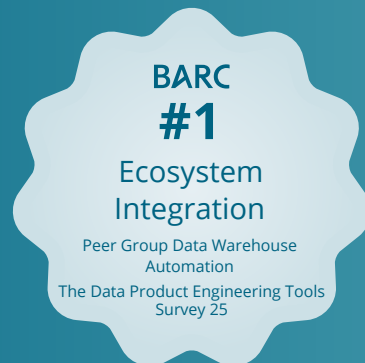 BARC
#1
Ecosystem
Integration
Peer Group Data Warehouse
Automation
The Data Product Engineering Tools
Survey 25